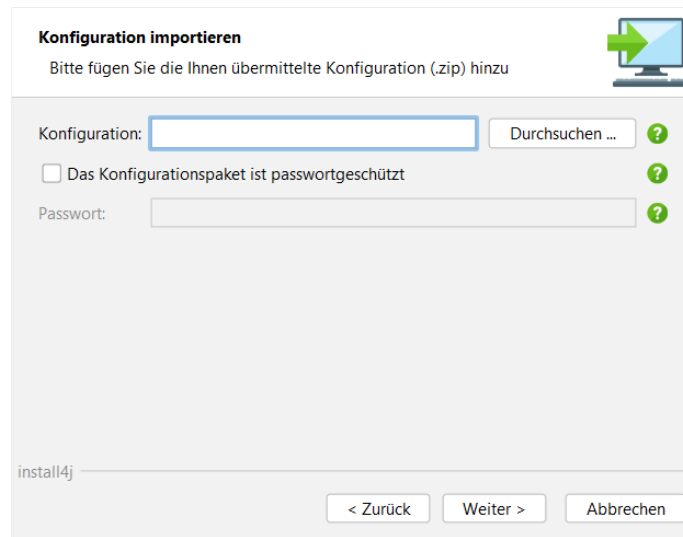 Konfiguration importieren
Bitte fügen Sie die Ihnen übermittelte Konfiguration (.zip) hinzu
Konfiguration: Durchsuchen ... ?
Das Konfigurationspaket ist passwortgeschützt ?
Passwort: ?
install4j
< Zurück Weiter > Abbrechen